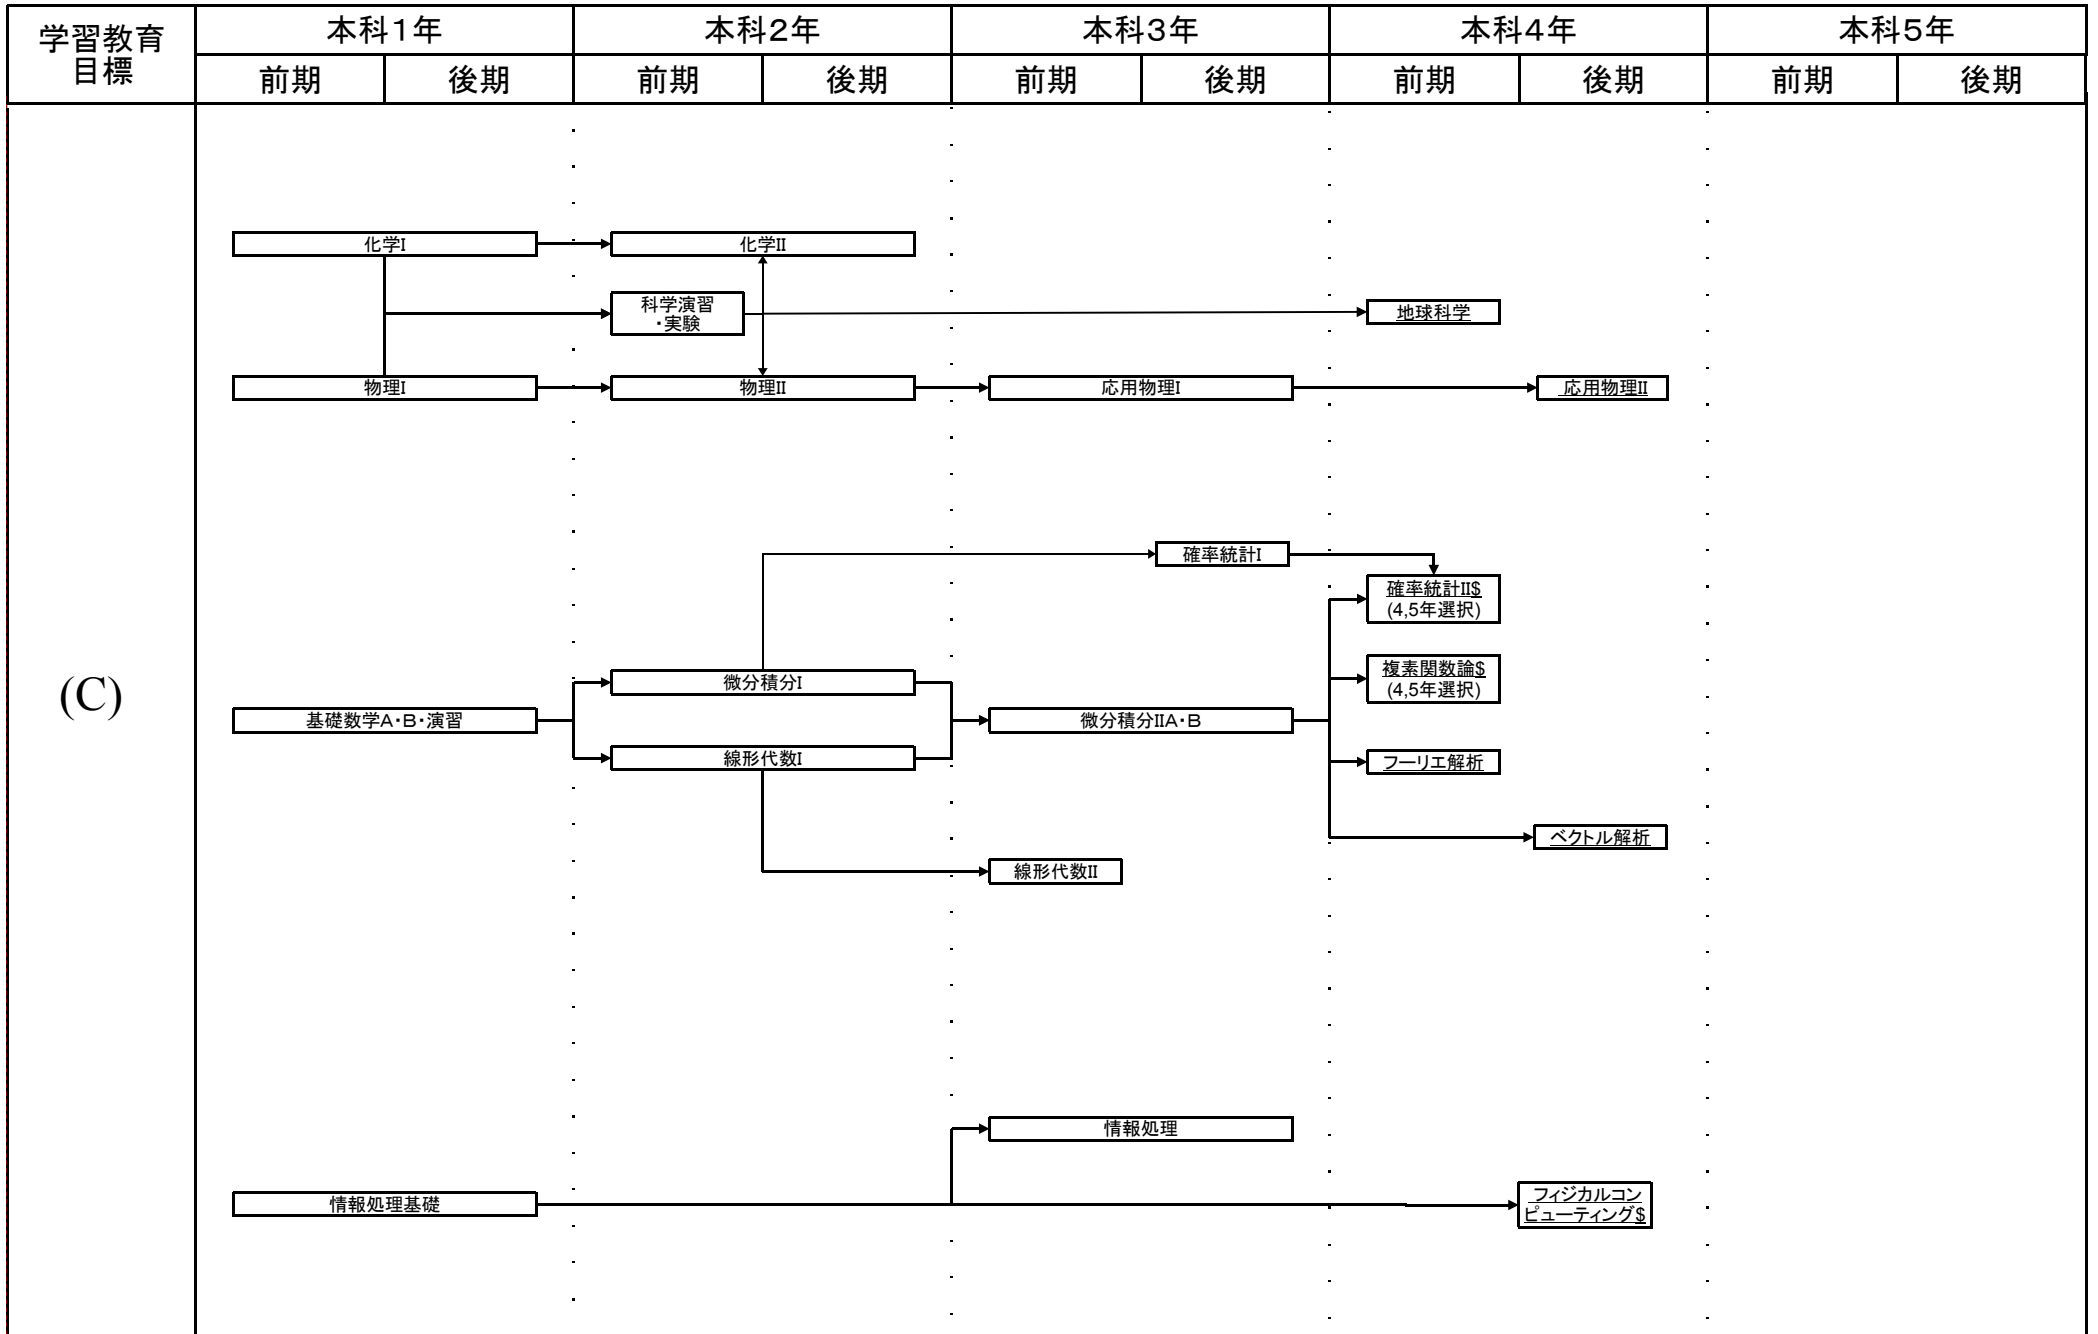 学習教育
目標
本科1年
本科2年
本科3年
本科4年
本科5年
前期
後期
前期
後期
前期
後期
前期
後期
前期
後期
(C)
化学I
化学II
科学演習
・実験
地球科学
物理I
物理II
応用物理I
応用物理II
確率統計I
確率統計II$
(4,5年選択)
微分積分I
複素関数論$
(4,5年選択)
基礎数学A・B・演習
微分積分IIA・B
線形代数I
フーリエ解析
ベクトル解析
線形代数II
情報処理
情報処理基礎
フィジカルコン
ピューティング$